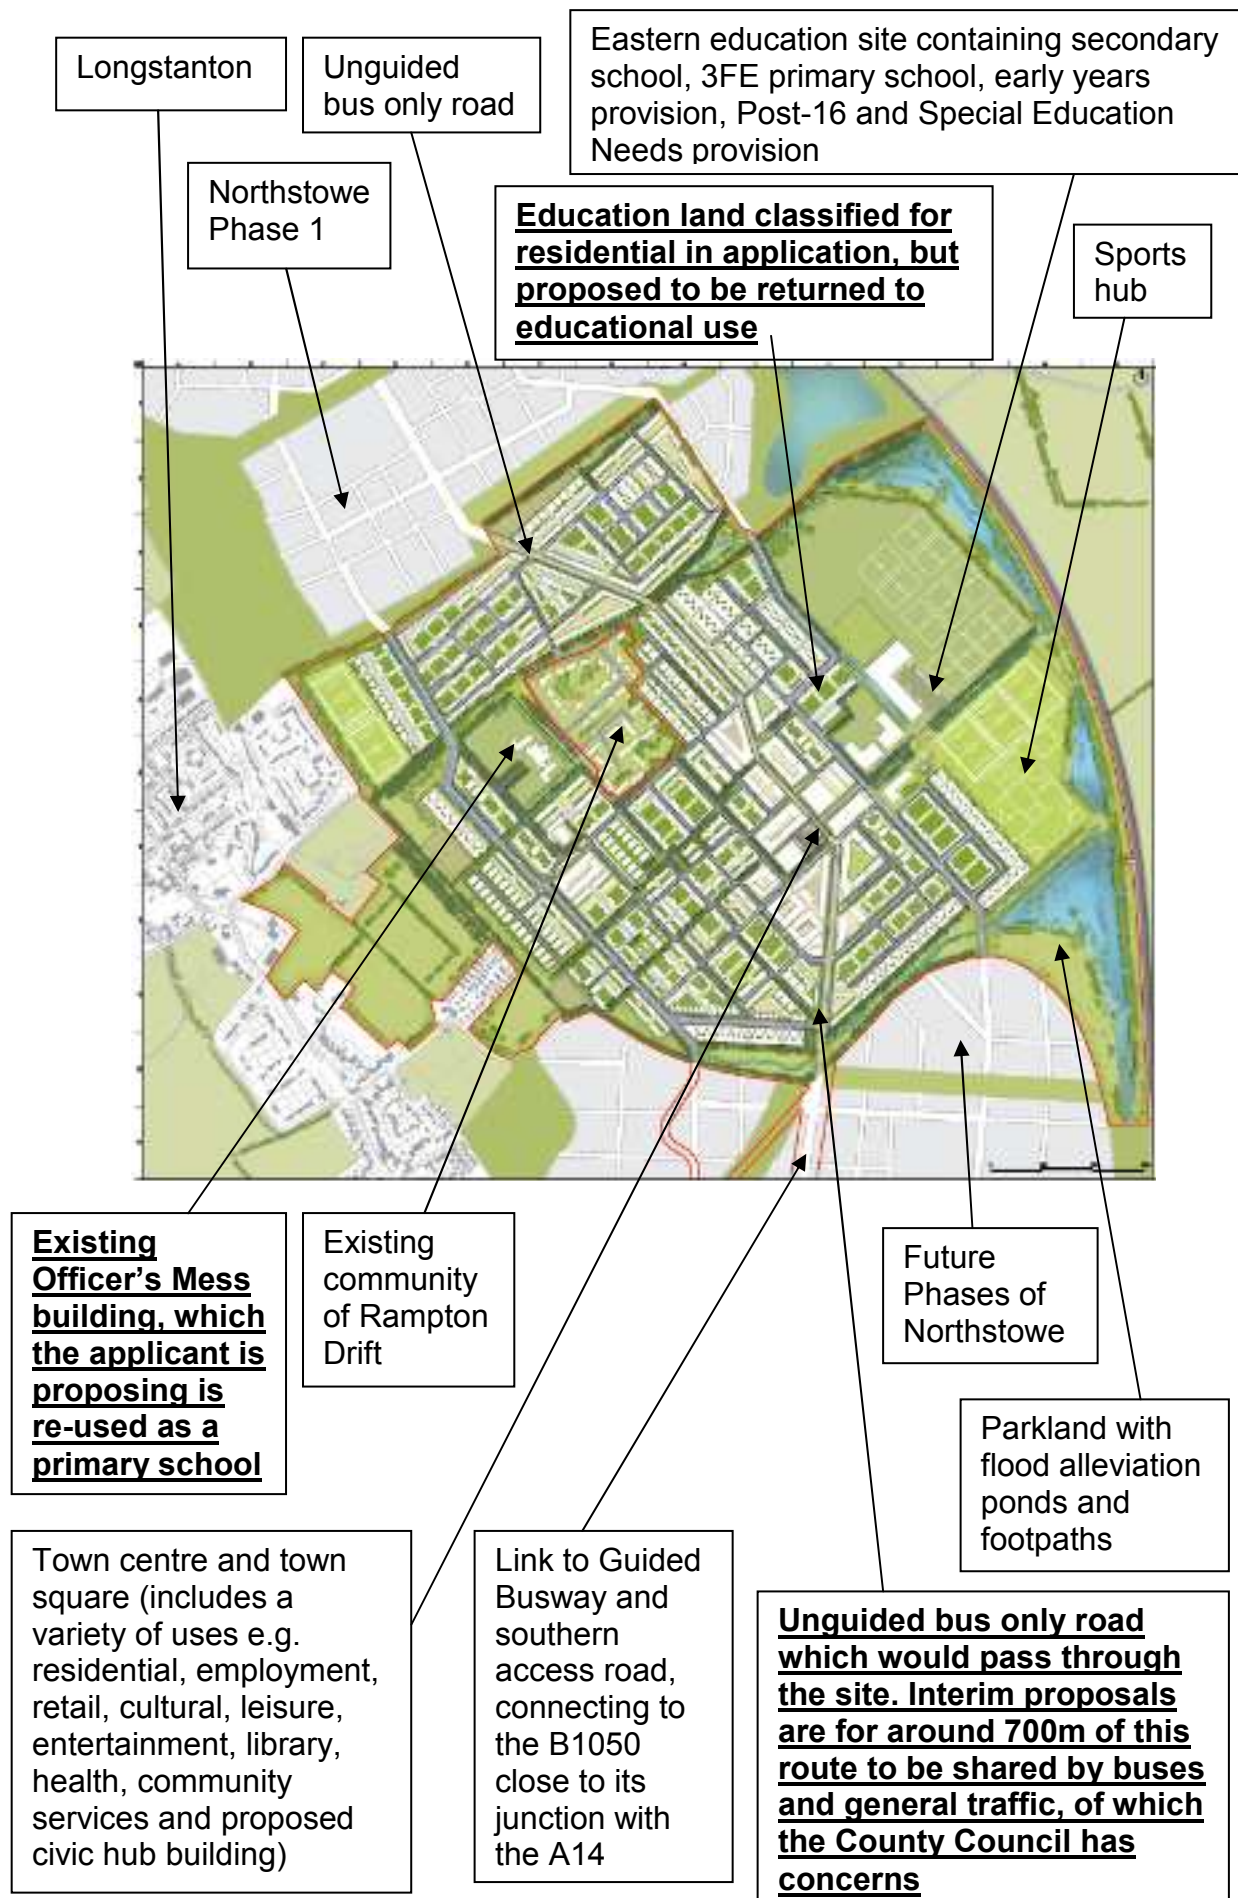 Longstanton
Unguided
bus only road
Eastern education site containing secondary
school, 3FE primary school, early years
provision, Post-16 and Special Education
Needs provision
Northstowe
Phase 1
Education land classified for
residential in application, but
proposed to be returned to
educational use
Sports
hub
Existing
Officer’s Mess
building, which
the applicant is
proposing is
re-used as a
primary school
Existing
community
of Rampton
Drift
Future
Phases of
Northstowe
Parkland with
flood alleviation
ponds and
footpaths
Town centre and town
square (includes a
variety of uses e.g.
residential, employment,
retail, cultural, leisure,
entertainment, library,
health, community
services and proposed
civic hub building)
Link to Guided
Busway and
southern
access road,
connecting to
the B1050
close to its
junction with
the A14
Unguided bus only road
which would pass through
the site. Interim proposals
are for around 700m of this
route to be shared by buses
and general traffic, of which
the County Council has
concerns